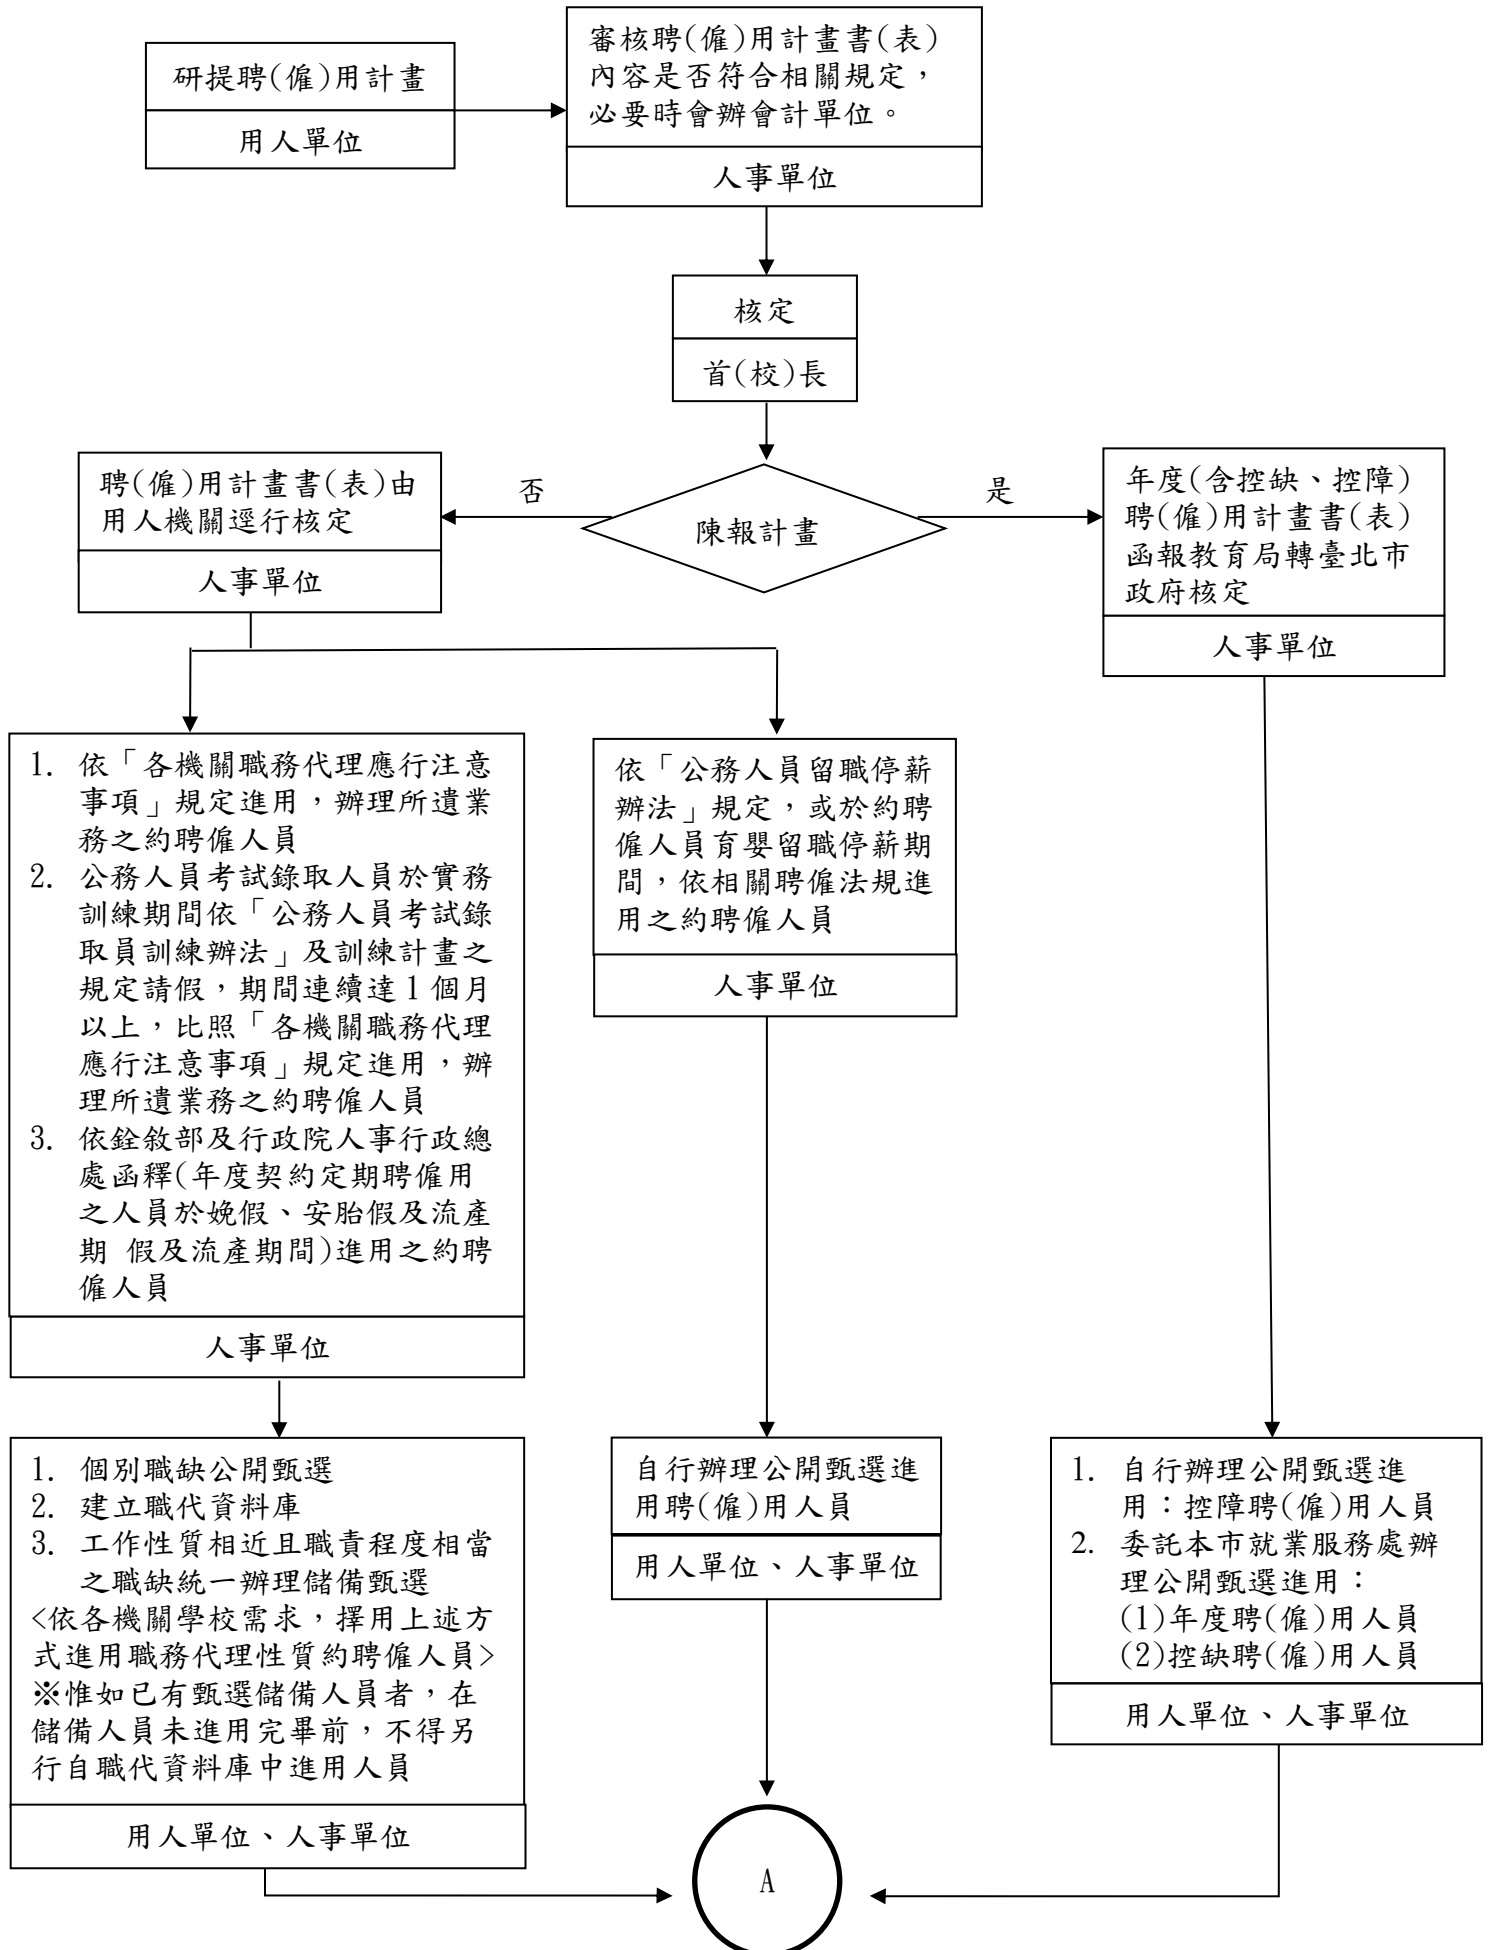 研提聘(僱)用計畫
用人單位
審核聘(僱)用計畫書(表)
內容是否符合相關規定，
必要時會辦會計單位。
人事單位
核定
首(校)長
陳報計畫
否
是
聘(僱)用計畫書(表)由
用人機關逕行核定
人事單位
年度(含控缺、控障)
聘(僱)用計畫書(表)
函報教育局轉臺北市
政府核定
人事單位
1. 依「各機關職務代理應行注意
事項」規定進用，辦理所遺業
務之約聘僱人員
2. 公務人員考試錄取人員於實務
訓練期間依「公務人員考試錄
取員訓練辦法」及訓練計畫之
規定請假，期間連續達1個月
以上，比照「各機關職務代理
應行注意事項」規定進用，辦
理所遺業務之約聘僱人員
3. 依銓敘部及行政院人事行政總
處函釋(年度契約定期聘僱用
之人員於娩假、安胎假及流產
期 假及流產期間)進用之約聘
僱人員
人事單位
依「公務人員留職停薪
辦法」規定，或於約聘
僱人員育嬰留職停薪期
間，依相關聘僱法規進
用之約聘僱人員
人事單位
1. 個別職缺公開甄選
2. 建立職代資料庫
3. 工作性質相近且職責程度相當
之職缺統一辦理儲備甄選
<依各機關學校需求，擇用上述方
式進用職務代理性質約聘僱人員>
※惟如已有甄選儲備人員者，在
儲備人員未進用完畢前，不得另
行自職代資料庫中進用人員
用人單位、人事單位
自行辦理公開甄選進
用聘(僱)用人員
用人單位、人事單位
1. 自行辦理公開甄選進
用：控障聘(僱)用人員
2. 委託本市就業服務處辦
理公開甄選進用：
(1)年度聘(僱)用人員
(2)控缺聘(僱)用人員
用人單位、人事單位
A